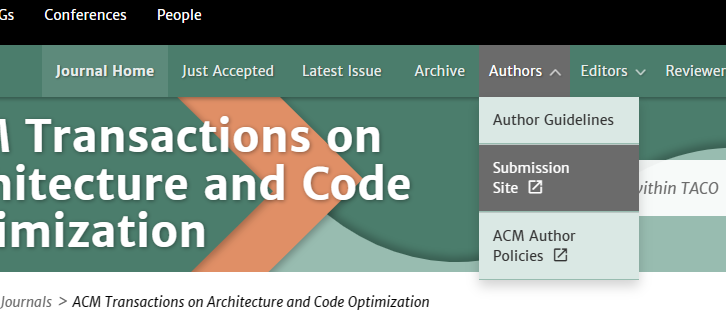 Gs Conferences People
Journal Home Just Accepted Latest Issue Archive Authors Editors Reviewer
Author Guidelines
Submission
Site
ACM Author
Policies
M Transactions on
hitecture and Code
imization
within TACO
Journals > ACM Transactions on Architecture and Code Optimization